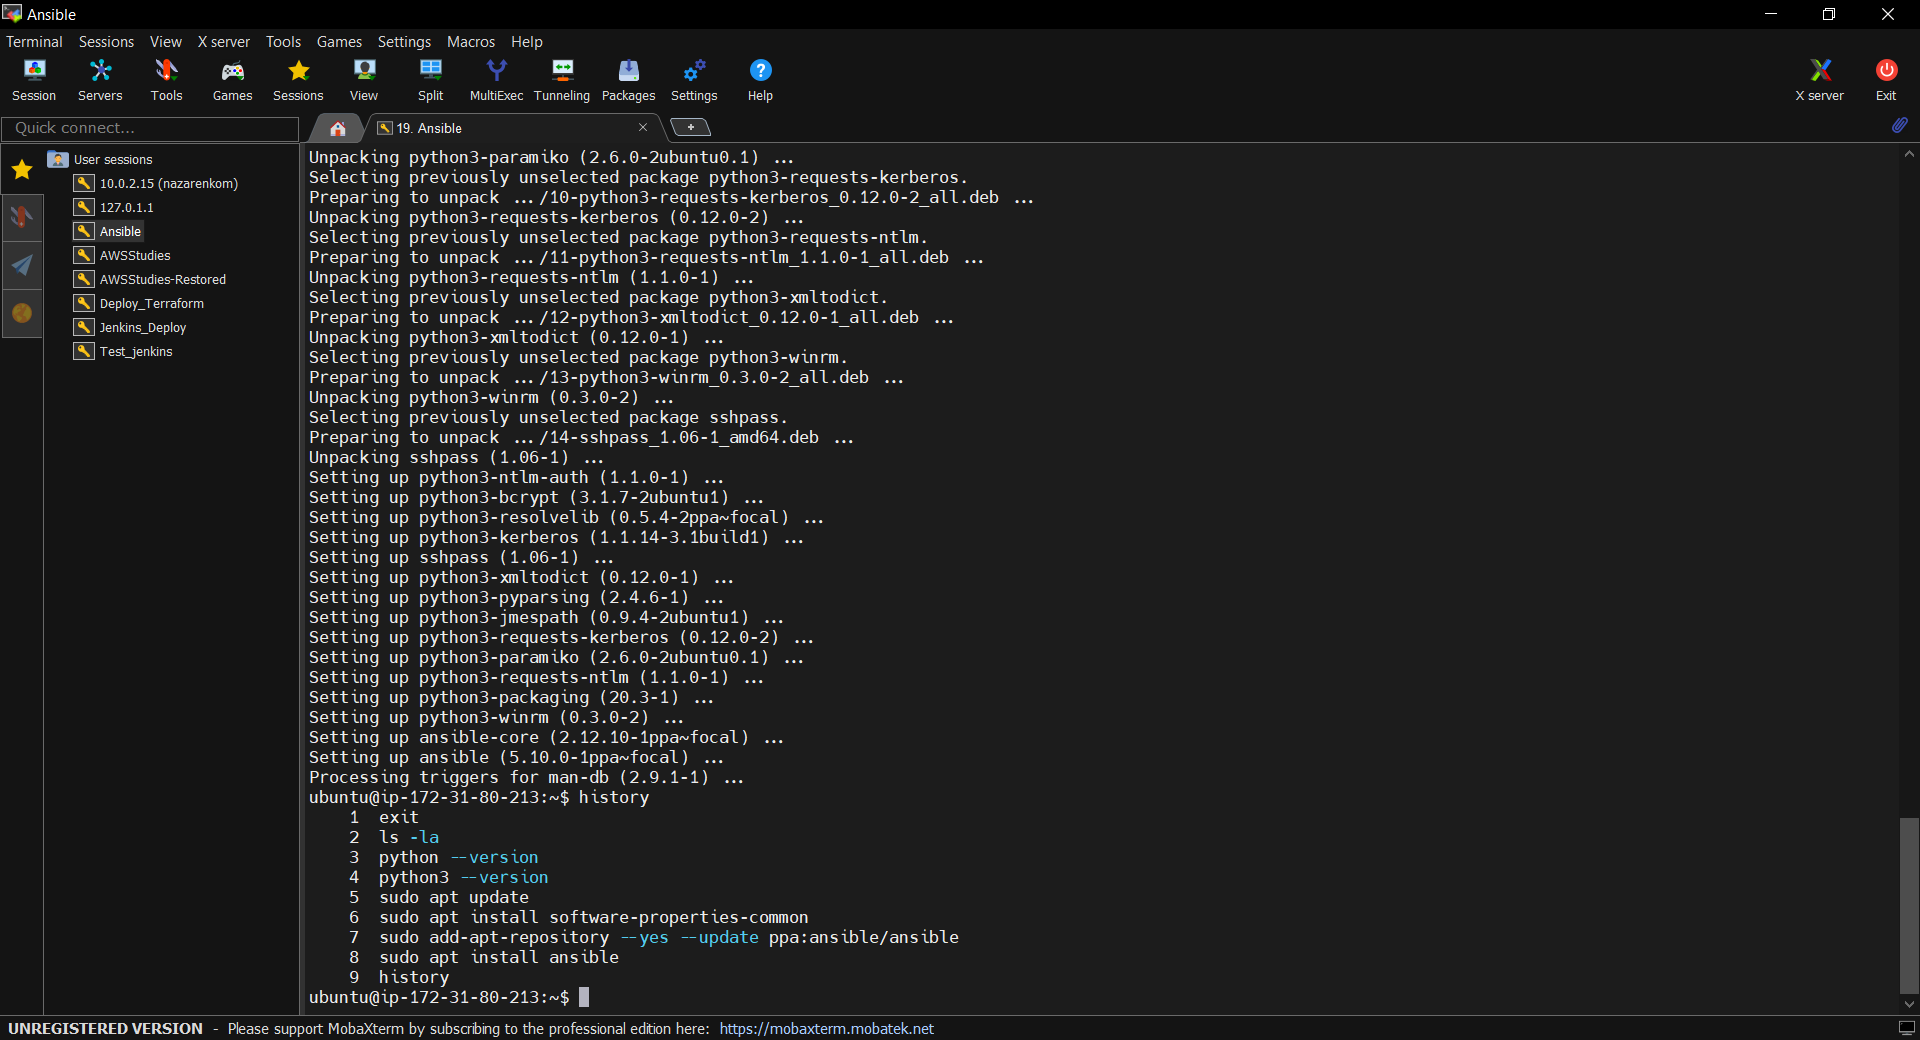 Ansible
Terminal Sessions View X server Tools Games Settings Macros Help
Session Servers Tools Games Sessions View Split MultiExec Tunneling Packages Settings Help X server Exit
Quick connect...
19. Ansible
User sessions
10.0.2.15 (nazarenkom)
127.0.1.1
Ansible
AWSStudies
AWSStudies-Restored
Deploy_Terraform
Jenkins_Deploy
Test_jenkins
Unpacking python3-paramiko (2.6.0-2ubuntu0.1) ...
Selecting previously unselected package python3-requests-kerberos.
Preparing to unpack .../10-python3-requests-kerberos_0.12.0-2_all.deb ...
Unpacking python3-requests-kerberos (0.12.0-2) ...
Selecting previously unselected package python3-requests-ntlm.
Preparing to unpack .../11-python3-requests-ntlm_1.1.0-1_all.deb ...
Unpacking python3-requests-ntlm (1.1.0-1) ...
Selecting previously unselected package python3-xmltodict.
Preparing to unpack .../12-python3-xmltodict_0.12.0-1_all.deb ...
Unpacking python3-xmltodict (0.12.0-1) ...
Selecting previously unselected package python3-winrm.
Preparing to unpack .../13-python3-winrm_0.3.0-2_all.deb ...
Unpacking python3-winrm (0.3.0-2) ...
Selecting previously unselected package sshpass.
Preparing to unpack .../14-sshpass_1.06-1_amd64.deb ...
Unpacking sshpass (1.06-1) ...
Setting up python3-ntlm-auth (1.1.0-1) ...
Setting up python3-bcrypt (3.1.7-2ubuntu1) ...
Setting up python3-resolvelib (0.5.4-2ppa~focal) ...
Setting up python3-kerberos (1.1.14-3.1build1) ...
Setting up sshpass (1.06-1) ...
Setting up python3-xmltodict (0.12.0-1) ...
Setting up python3-pyparsing (2.4.6-1) ...
Setting up python3-jmespath (0.9.4-2ubuntu1) ...
Setting up python3-requests-kerberos (0.12.0-2) ...
Setting up python3-paramiko (2.6.0-2ubuntu0.1) ...
Setting up python3-requests-ntlm (1.1.0-1) ...
Setting up python3-packaging (20.3-1) ...
Setting up python3-winrm (0.3.0-2) ...
Setting up ansible-core (2.12.10-1ppa~focal) ...
Setting up ansible (5.10.0-1ppa~focal) ...
Processing triggers for man-db (2.9.1-1) ...
ubuntu@ip-172-31-80-213:~$ history
1 exit
2 ls -la
3 python --version
4 python3 --version
5 sudo apt update
6 sudo apt install software-properties-common
7 sudo add-apt-repository --yes --update ppa:ansible/ansible
8 sudo apt install ansible
9 history
ubuntu@ip-172-31-80-213:~$
UNREGISTERED VERSION - Please support MobaXterm by subscribing to the professional edition here: https://mobaxterm.mobatek.net